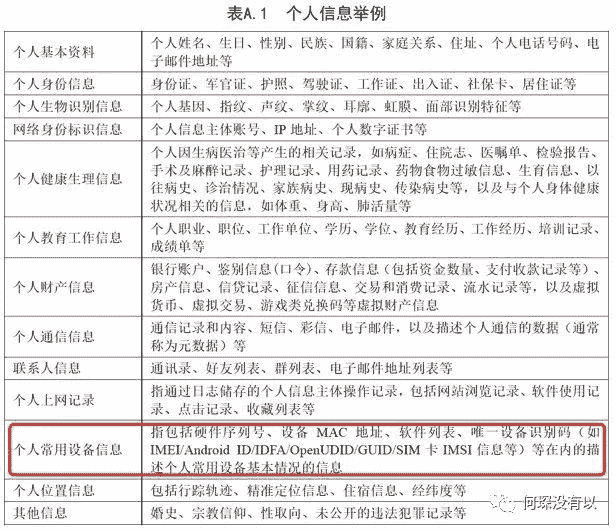 表A.1 个人信息举例
个人基本资料
个人姓名、生日、性别、民族、国籍、家庭关系、住址、个人电话号码、电
子邮件地址等
个人身份信息
身份证、军官证、护照、驾驶证、工作证、出入证、社保卡、居住证等
个人生物识别信息
个人基因、指纹、声纹、掌纹、耳廓、虹膜、面部识别特征等
网络身份标识信息
个人信息主体账号、IP 地址、个人数字证书等
个人健康生理信息
个人因生病医治等产生的相关记录，如病症、住院志、医嘱单、检验报告、
手术及麻醉记录、护理记录、用药记录、药物食物过敏信息、生育信息、以
往病史、诊治情况、家族病史、现病史、传染病史等，以及与个人身体健康
状况相关的信息，如体重、身高、肺活量等
个人教育工作信息
个人职业、职位、工作单位、学历、学位、教育经历、工作经历、培训记录、
成绩单等
个人财产信息
银行账户、鉴别信息(口令)、存款信息（包括资金数量、支付收款记录等）、
房产信息、信贷记录、征信信息、交易和消费记录、流水记录等，以及虚拟
货币、虚拟交易、游戏类兑换码等虚拟财产信息
个人通信信息
通信记录和内容、短信、彩信、电子邮件，以及描述个人通信的数据（通常
称为元数据）等
联系人信息
通讯录、好友列表、群列表、电子邮件地址列表等
个人上网记录
指通过日志储存的个人信息主体操作记录，包括网站浏览记录、软件使用记
录、点击记录、收藏列表等
个人常用设备信息
指包括硬件序列号、设备 MAC 地址、软件列表、唯一设备识别码（如
IMEI/Android ID/IDFA/OpenUDID/GUID/SIM 卡 IMSI 信息等）等在内的描
述个人常用设备基本情况的信息
个人位置信息
包括行踪轨迹、精准定位信息、住宿信息、经纬度等
其他信息
婚史、宗教信仰、性取向、未公开的违法犯罪记录等
何琛没有以